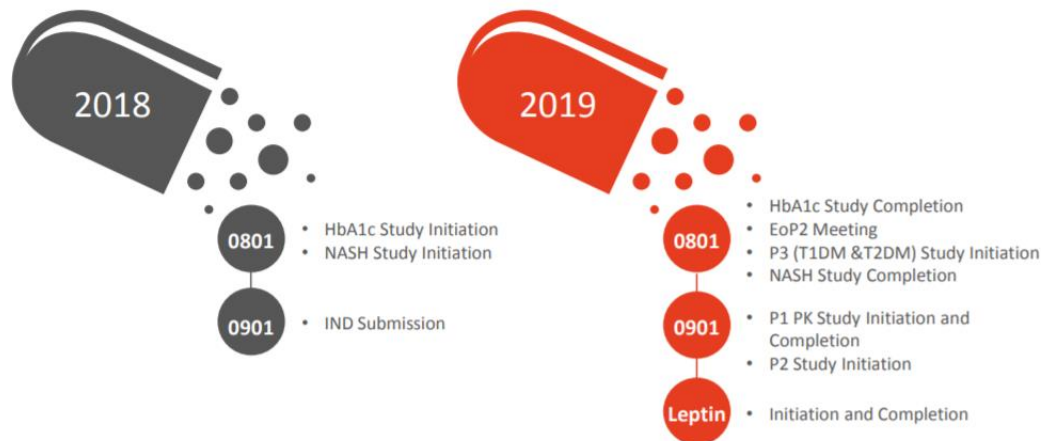 2018
0801
• HbA1c Study Initiation
• NASH Study Initiation
0901
• IND Submission
2019
0801
• HbA1c Study Completion
• EoP2 Meeting
• P3 (T1DM &T2DM) Study Initiation
• NASH Study Completion
0901
• P1 PK Study Initiation and
Completion
• P2 Study Initiation
Leptin
• Initiation and Completion